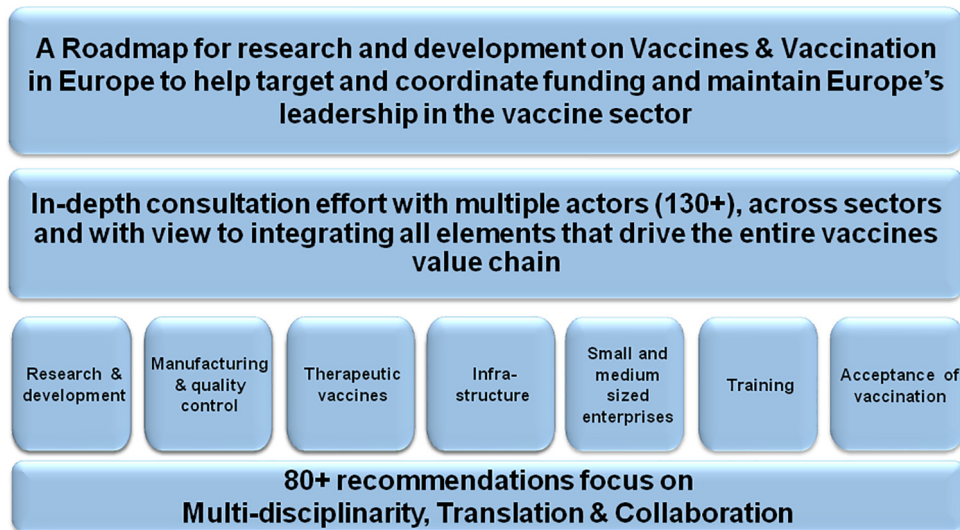 A Roadmap for research and development on Vaccines & Vaccination
in Europe to help target and coordinate funding and maintain Europe's
leadership in the vaccine sector
In-depth consultation effort with multiple actors (130+), across sectors
and with view to integrating all elements that drive the entire vaccines
value chain
Research &
development
Manufacturing
& quality
control
Therapeutic
vaccines
Infra-
structure
Small and
medium
sized
enterprises
Training
Acceptance of
vaccination
80+ recommendations focus on
Multi-disciplinarity, Translation & Collaboration